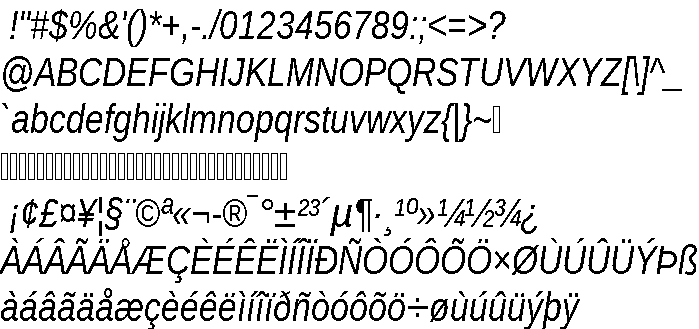 !"#$%&'()*+,-./0123456789:;<=>?
@ABCDEFGHIJKLMNOPQRSTUVWXYZ[\]^_
`abcdefghijklmnopqrstuvwxyz{|}~
¡¢£¤¥¦§¨©ª«¬-®¯°±²³´µ¶·¸¹º»¼½¾¿
ÀÁÂÃÄÅÆÇÈÉÊËÌÍÎÏÐÑÒÓÔÕÖ×ØÙÚÛÜÝÞß
àáâãäåæçèéêëìíîïðñòóôõö÷øùúûüýþÿ